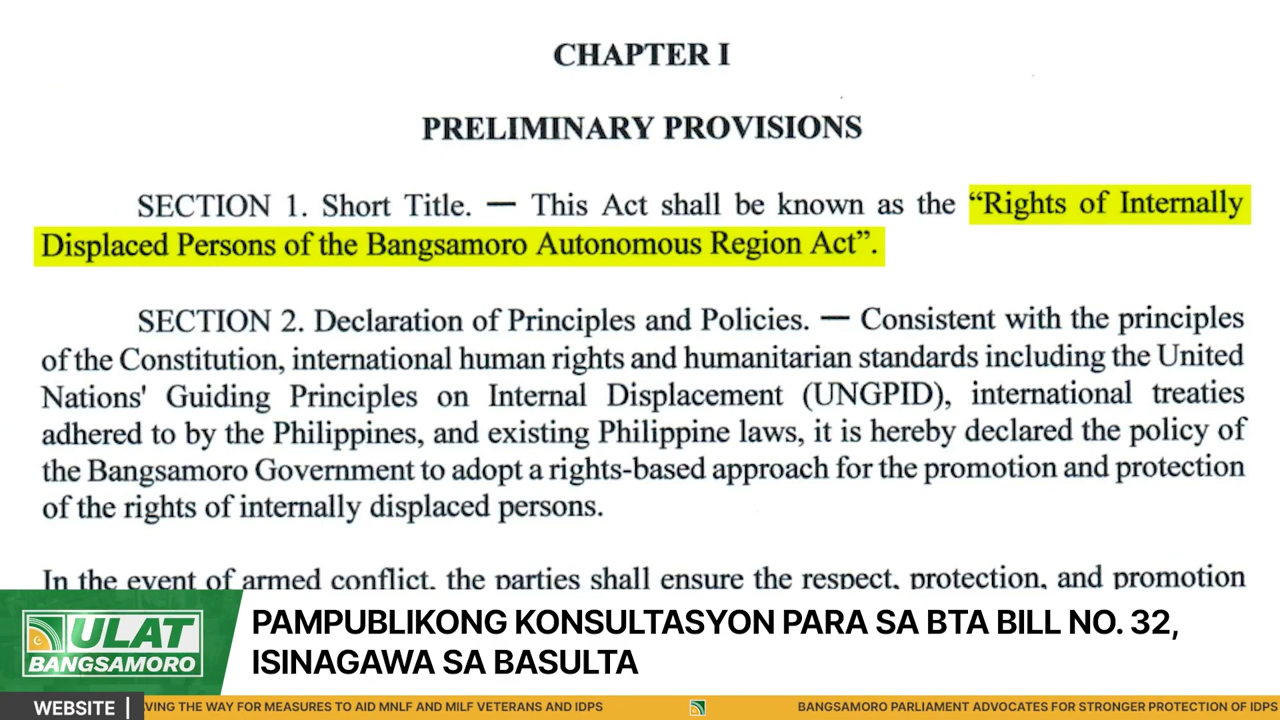 CHAPTER I
PRELIMINARY PROVISIONS
SECTION 1. Short Title. — This Act shall be known as the “Rights of Internally
Displaced Persons of the Bangsamoro Autonomous Region Act”.
SECTION 2. Declaration of Principles and Policies. — Consistent with the principles
of the Constitution, international human rights and humanitarian standards including the United
Nations' Guiding Principles on Internal Displacement (UNGPID), international treaties
adhered to by the Philippines, and existing Philippine laws, it is hereby declared the policy of
the Bangsamoro Government to adopt a rights-based approach for the promotion and protection
of the rights of internally displaced persons.
In the event of armed conflict, the parties shall ensure the respect, protection, and promotion
ULAT
BANGSAMORO
PAMPUBLIKONG KONSULTASYON PARA SA BTA BILL NO. 32,
ISINAGAWA SA BASULTA
WEBSITE | VING THE WAY FOR MEASURES TO AID MNLF AND MILF VETERANS AND IDPS BANGSAMORO PARLIAMENT ADVOCATES FOR STRONGER PROTECTION OF IDPS